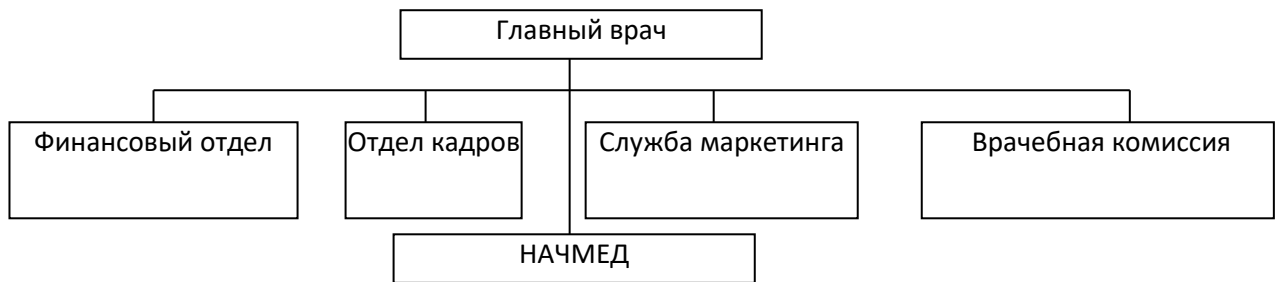 Главный врач
Финансовый отдел
Отдел кадров
Служба маркетинга
Врачебная комиссия
НАЧМЕД